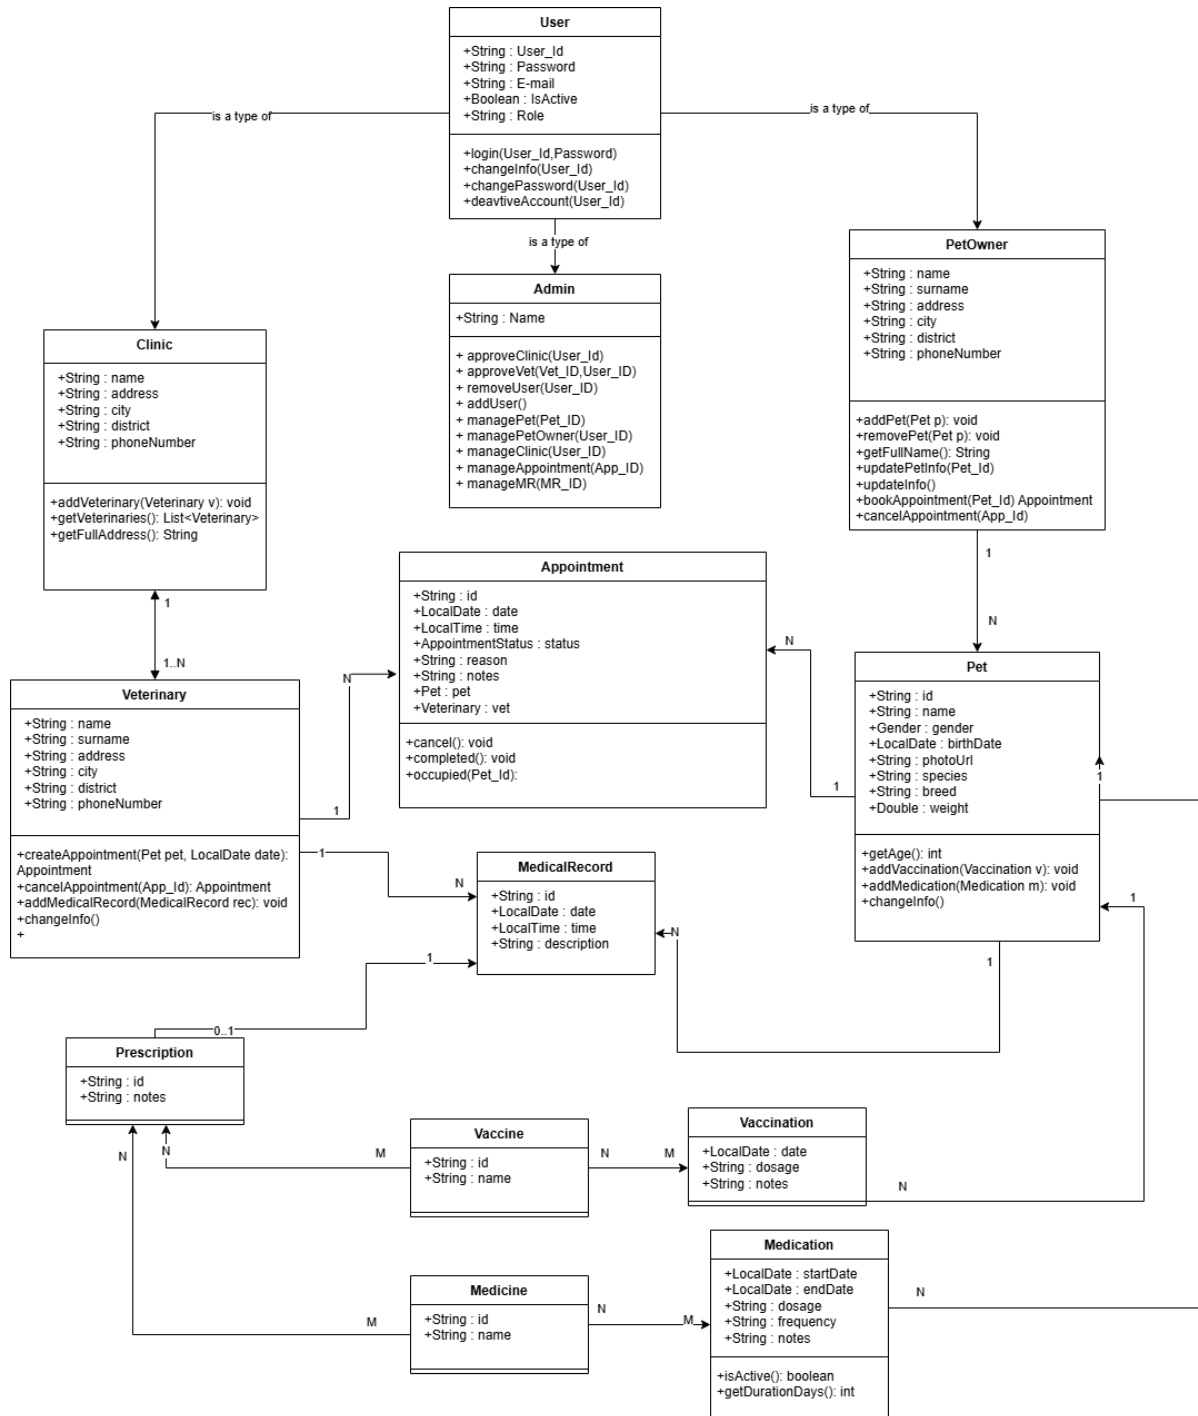 User
+String : User_Id
+String : Password
+String : E-mail
+Boolean : IsActive
+String : Role
+login(User_Id,Password)
+changeInfo(User_Id)
+changePassword(User_Id)
+deavtiveAccount(User_Id)
is a type of
is a type of
is a type of
Admin
+String : Name
+ approveClinic(User_Id)
+ approveVet(Vet_ID,User_ID)
+ removeUser(User_ID)
+ addUser()
+ managePet(Pet_ID)
+ managePetOwner(User_ID)
+ manageClinic(User_ID)
+ manageAppointment(App_ID)
+ manageMR(MR_ID)
PetOwner
+String : name
+String : surname
+String : address
+String : city
+String : district
+String : phoneNumber
+addPet(Pet p): void
+removePet(Pet p): void
+getFullName(): String
+updatePetInfo(Pet_Id)
+updateInfo()
+bookAppointment(Pet_Id) Appointment
+cancelAppointment(App_Id)
1
N
Clinic
+String : name
+String : address
+String : city
+String : district
+String : phoneNumber
+addVeterinary(Veterinary v): void
+getVeterinaries(): List<Veterinary>
+getFullAddress(): String
1
1..N
Appointment
+String : id
+LocalDate : date
+LocalTime : time
+AppointmentStatus : status
+String : reason
+String : notes
+Pet : pet
+Veterinary : vet
+cancel(): void
+completed(): void
+occupied(Pet_Id):
N
1
N
1
Veterinary
+String : name
+String : surname
+String : address
+String : city
+String : district
+String : phoneNumber
+createAppointment(Pet pet, LocalDate date):
Appointment
+cancelAppointment(App_Id): Appointment
+addMedicalRecord(MedicalRecord rec): void
+changeInfo()
+
1
N
Pet
+String : id
+String : name
+Gender : gender
+LocalDate : birthDate
+String : photoUrl
+String : species
+String : breed
+Double : weight
+getAge(): int
+addVaccination(Vaccination v): void
+addMedication(Medication m): void
+changeInfo()
1
1
1
N
MedicalRecord
+String : id
+LocalDate : date
+LocalTime : time
+String : description
1
0..1
Prescription
+String : id
+String : notes
N
N
Vaccine
+String : id
+String : name
M
N
M
Vaccination
+LocalDate : date
+String : dosage
+String : notes
N
Medicine
+String : id
+String : name
M
N
M
Medication
+LocalDate : startDate
+LocalDate : endDate
+String : dosage
+String : frequency
+String : notes
+isActive(): boolean
+getDurationDays(): int
N